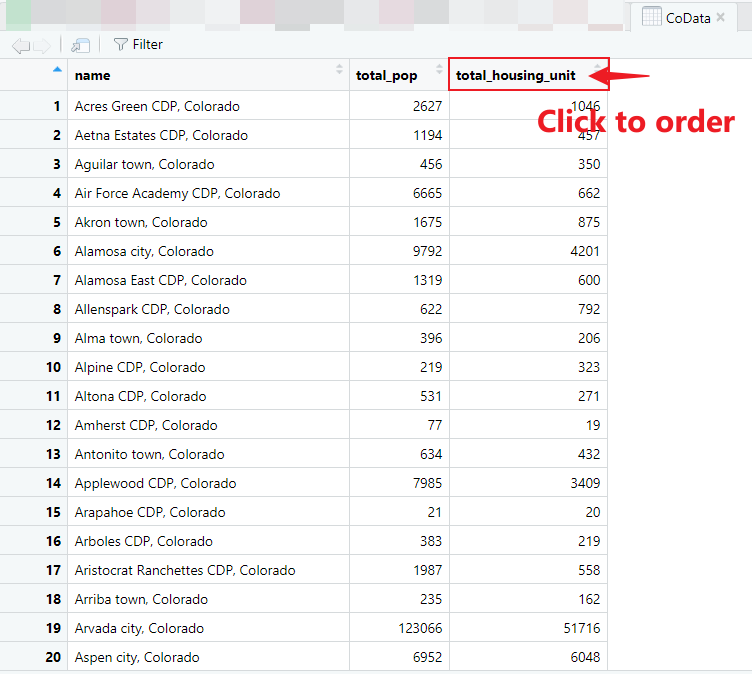 CoData
Filter
name total_pop total_housing_unit
1 Acres Green CDP, Colorado 2627 1046
Click to order
2 Aetna Estates CDP, Colorado 1194 457
3 Aguilar town, Colorado 456 350
4 Air Force Academy CDP, Colorado 6665 662
5 Akron town, Colorado 1675 875
6 Alamosa city, Colorado 9792 4201
7 Alamosa East CDP, Colorado 1319 600
8 Allenspark CDP, Colorado 622 792
9 Alma town, Colorado 396 206
10 Alpine CDP, Colorado 219 323
11 Altona CDP, Colorado 531 271
12 Amherst CDP, Colorado 77 19
13 Antonito town, Colorado 634 432
14 Applewood CDP, Colorado 7985 3409
15 Arapahoe CDP, Colorado 21 20
16 Arboles CDP, Colorado 383 219
17 Aristocrat Ranchettes CDP, Colorado 1987 558
18 Arriba town, Colorado 235 162
19 Arvada city, Colorado 123066 51716
20 Aspen city, Colorado 6952 6048